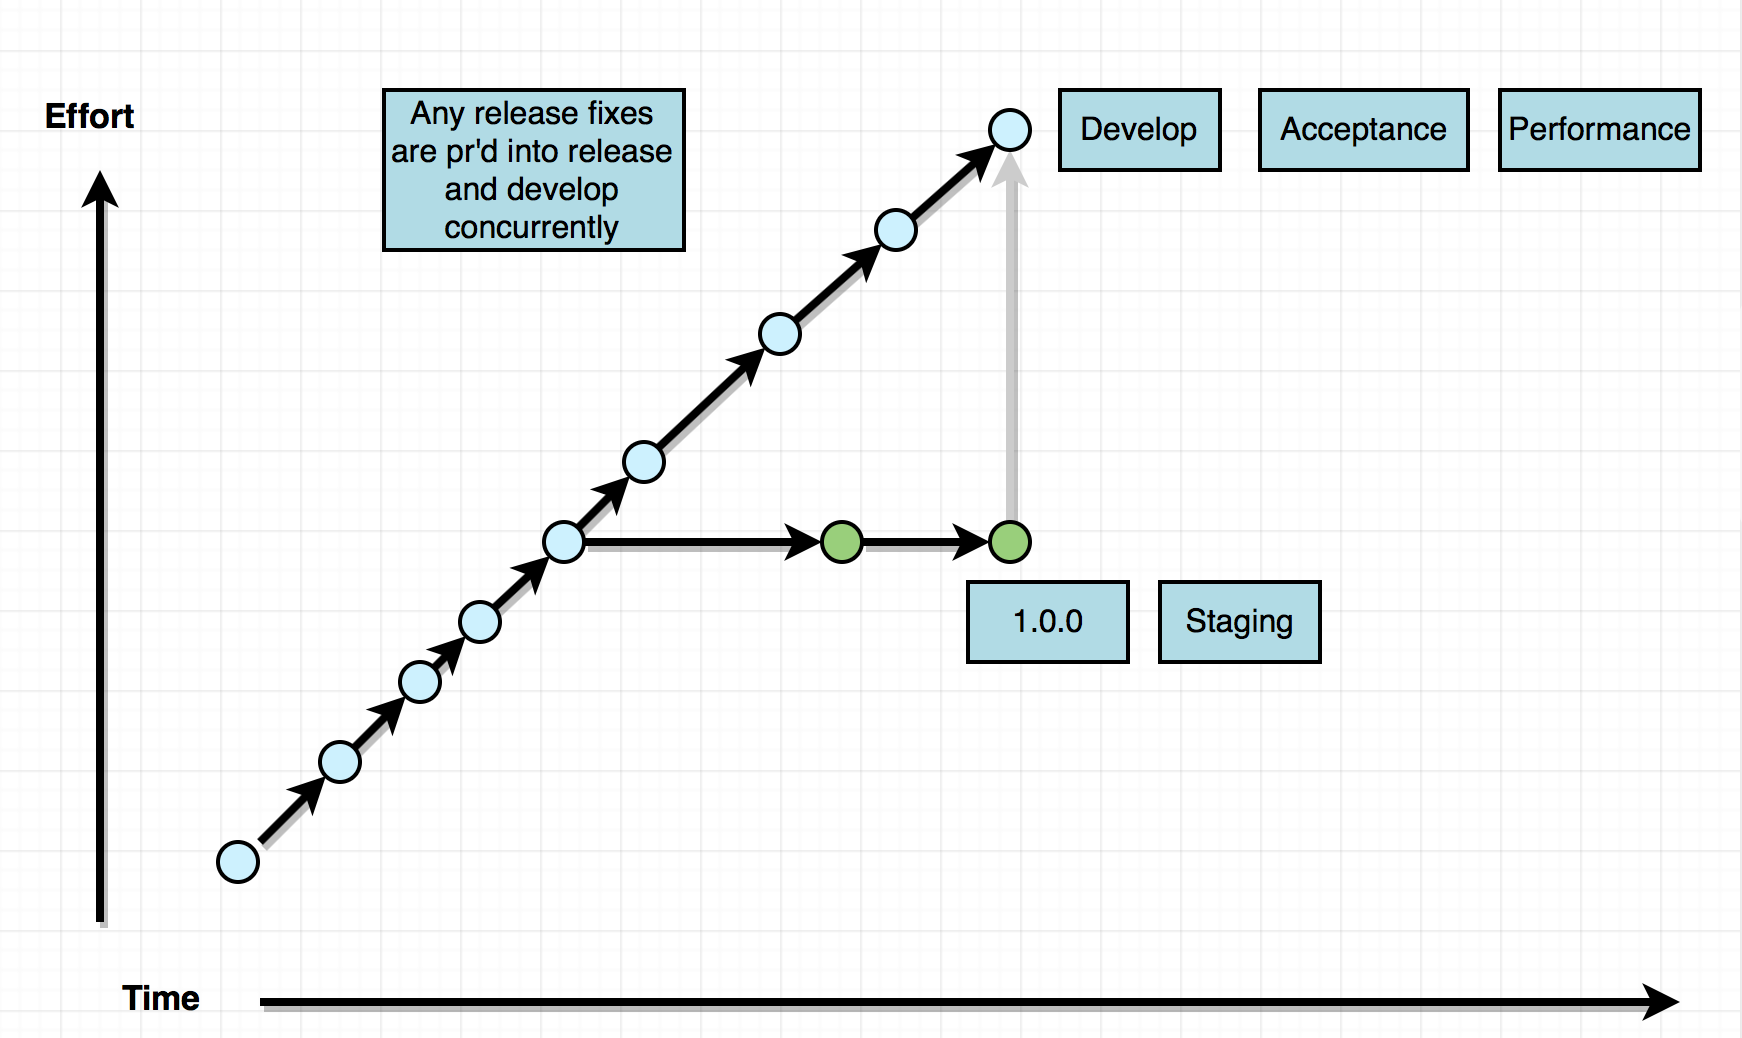 Effort
Any release fixes
are pr'd into release
and develop
concurrently
Develop
Acceptance
Performance
1.0.0
Staging
Time